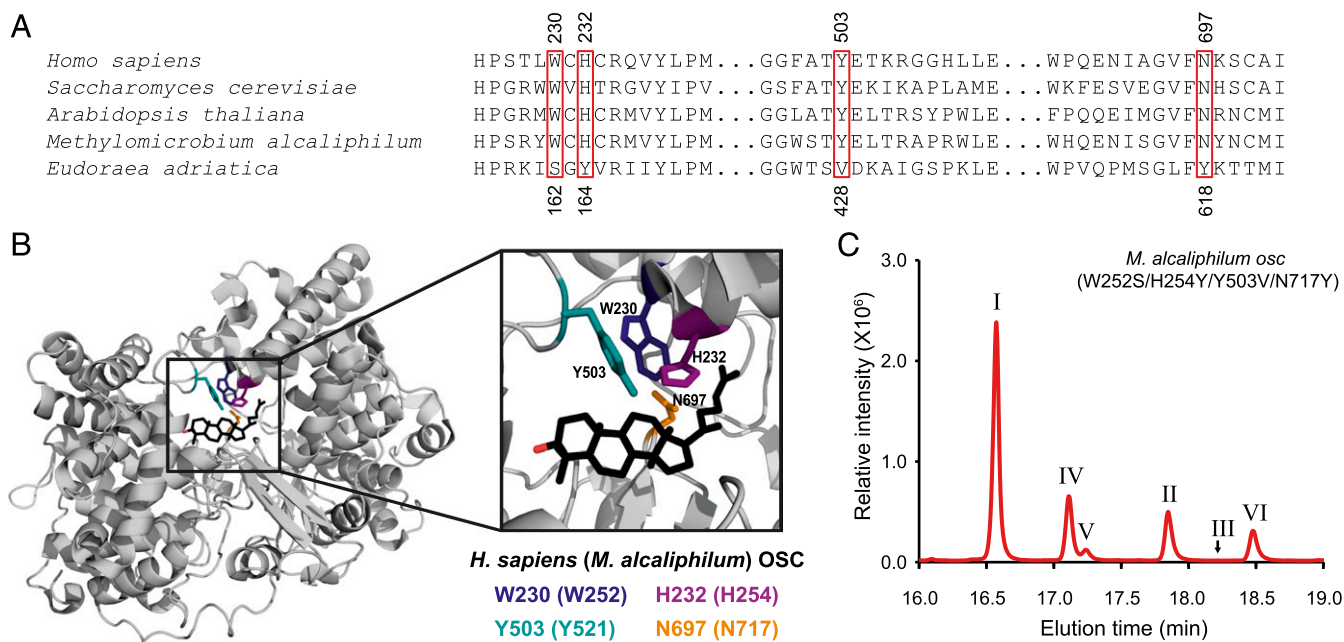 A
230 232 503 697
Homo sapiens HPSTLWCHCRQVYLPM...GGFATYETKRGGHLLE...WPQENIAGVFNKSCAI
Saccharomyces cerevisiae HPGRWWVHTRGVYIPV...GSFATYEKIKAPLAME...WKFESVEGVFNHSCAI
Arabidopsis thaliana HPGRMWCHCRMVYLPM...GGLATYELTRSYPWLE...FPQQEIMGVFNRNCMI
Methylomicrobium alcaliphilum HPSRYWCHCRMVYLPM...GGWSTYELTRAPRWLE...WHQENIAGVFNYNCMI
Eudoraea adriatica HPRKISGYVRIIYLPM...GGWTSVDKAIGSPKLE...WPVQPMSGLFYKTTMI
162 164 428 618
B
W230
H232
Y503
N697
H. sapiens (M. alcaliphilum) OSC
W230 (W252) H232 (H254)
Y503 (Y521) N697 (N717)
C
M. alcaliphilum osc
(W252S/H254Y/Y503V/N717Y)
Relative intensity (X10⁶)
3.0
2.0
1.0
0.0
I
IV
V
II
III
VI
16.0 16.5 17.0 17.5 18.0 18.5 19.0
Elution time (min)